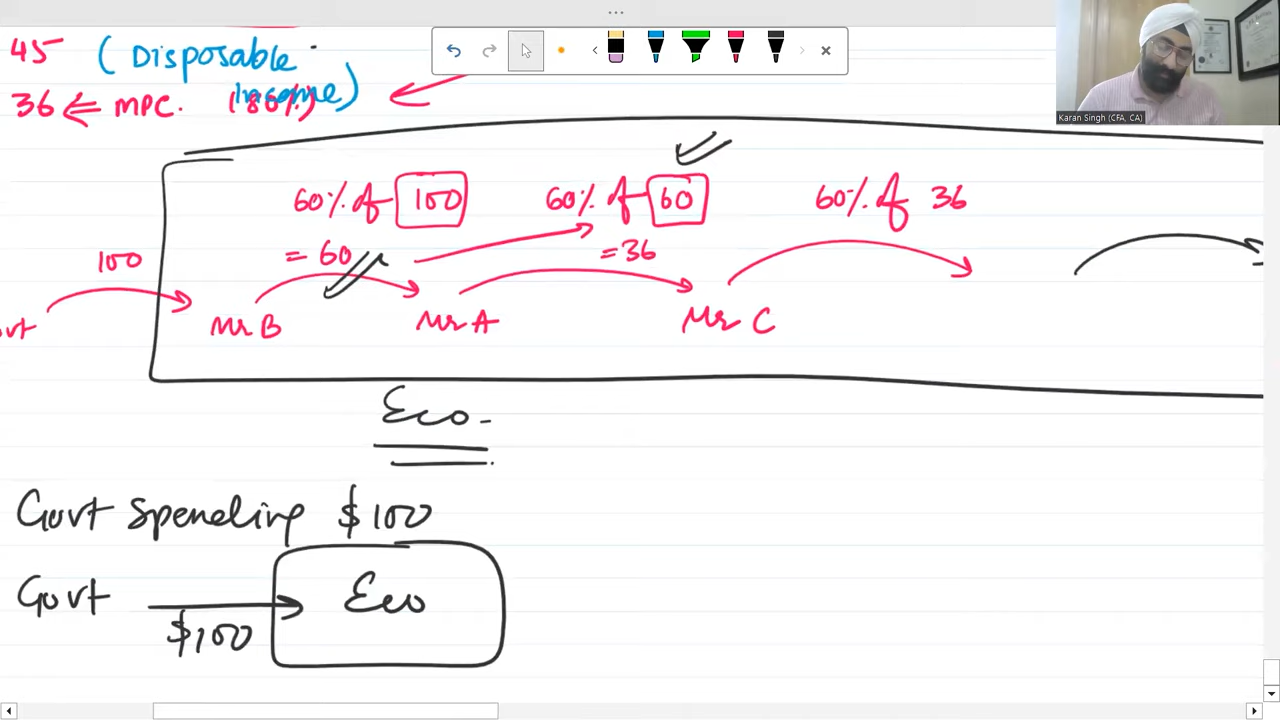 45 (Disposable Income)
36 ⇐ MPC. (80%)
60% of 100 60% of 60 60% of 36
100 = 60 = 36
Mr B Mr A Mr C
Eco.
Govt Spending $100
Govt Eco
$100
Karan Singh (CFA, CA)